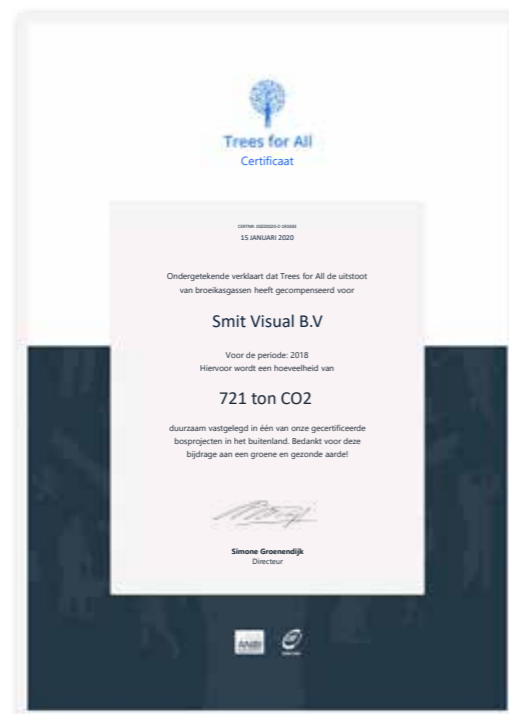 Trees for All
Certificaat
15 JANUARI 2020
Ondergetekende verklaart dat Trees for All de uitstoot
van broeikasgassen heeft gecompenseerd voor
Smit Visual B.V
Voor de periode: 2018
Hiervoor wordt een hoeveelheid van
721 ton CO2
duurzaam vastgelegd in één van onze gecertificeerde
bosprojecten in het buitenland. Bedankt voor deze
bijdrage aan een groene en gezonde aarde!
Simone Groenendijk
Directeur
ANBI